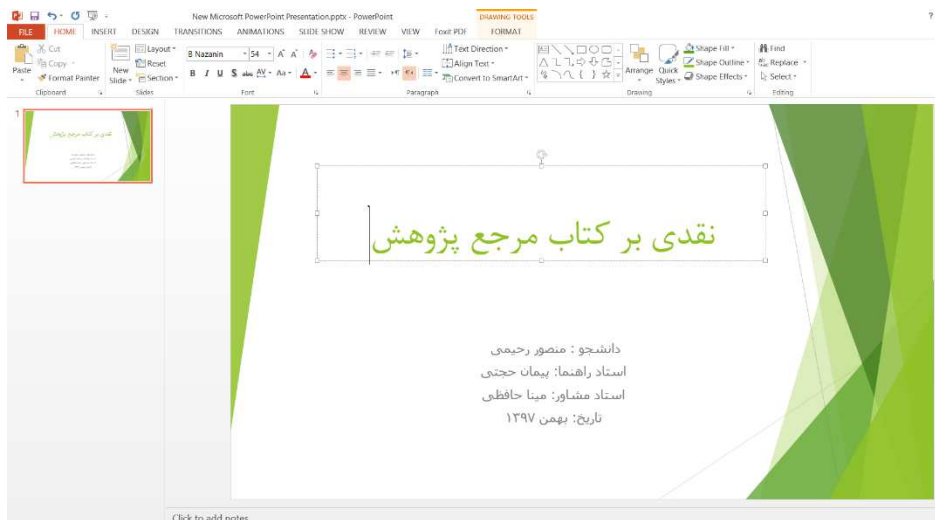 New Microsoft PowerPoint Presentation.pptx - PowerPoint
DRAWING TOOLS
?
FILE HOME INSERT DESIGN TRANSITIONS ANIMATIONS SLIDE SHOW REVIEW VIEW Foxit PDF FORMAT
Paste
Cut
Copy
Format Painter
Clipboard
New Slide
Layout
Reset
Section
Slides
B Nazanin 54
B I U S abc AV Aa A
Font
Text Direction
Align Text
Convert to SmartArt
Paragraph
Arrange
Quick Styles
Shape Fill
Shape Outline
Shape Effects
Drawing
Find
Replace
Select
Editing
1
نقدی بر کتاب مرجع پژوهش
دانشجو : منصور رحیمی
استاد راهنما: پیمان حجتی
استاد مشاور: مینا حافظی
تاریخ: بهمن ۱۳۹۷
Click to add notes